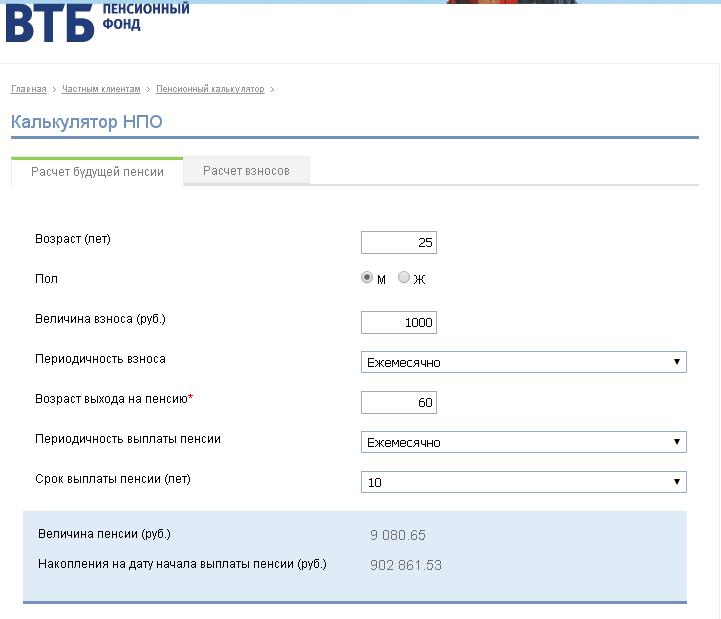 ВТБ ПЕНСИОННЫЙ
ФОНД
Главная > Частным клиентам > Пенсионный калькулятор >
Калькулятор НПО
Расчет будущей пенсии Расчет взносов
Возраст (лет) 25
Пол М Ж
Величина взноса (руб.) 1000
Периодичность взноса Ежемесячно
Возраст выхода на пенсию* 60
Периодичность выплаты пенсии Ежемесячно
Срок выплаты пенсии (лет) 10
Величина пенсии (руб.) 9 080.65
Накопления на дату начала выплаты пенсии (руб.) 902 861.53